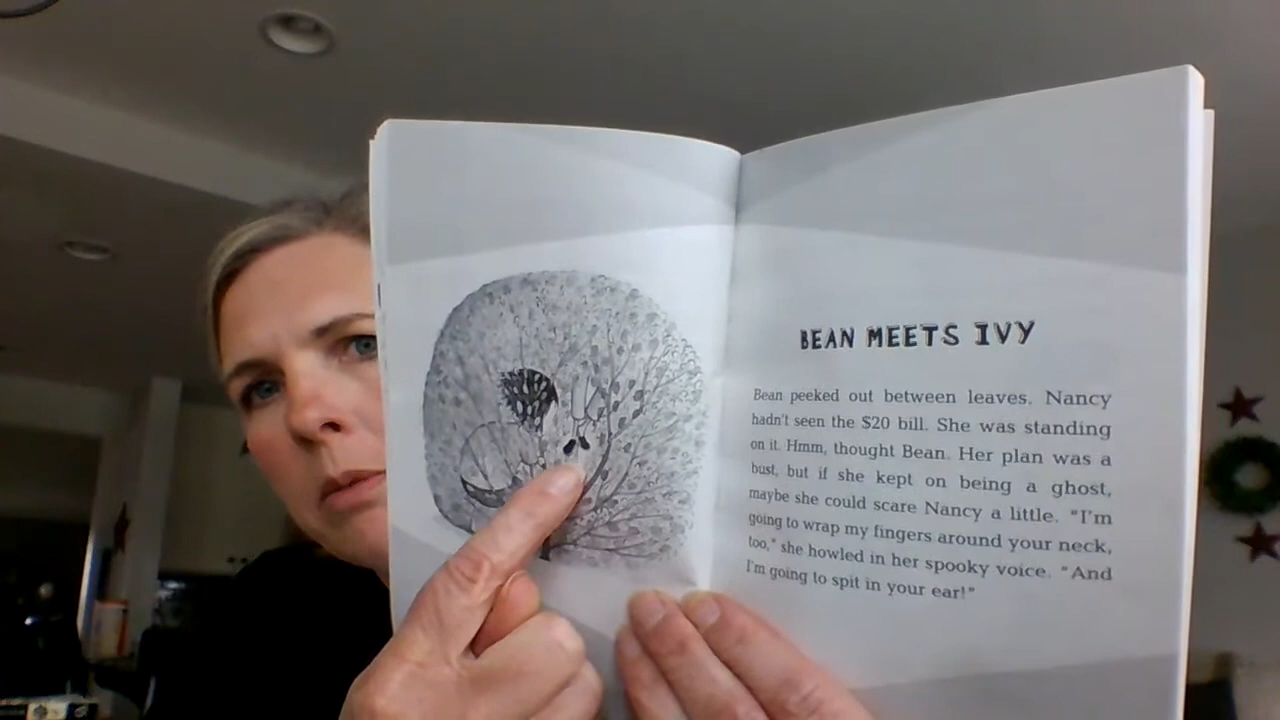 BEAN MEETS IVY
Bean peeked out between leaves. Nancy
hadn't seen the $20 bill. She was standing
on it. Hmm, thought Bean. Her plan was a
bust, but if she kept on being a ghost,
maybe she could scare Nancy a little. "I'm
going to wrap my fingers around your neck,
too," she howled in her spooky voice. "And
I'm going to spit in your ear!"